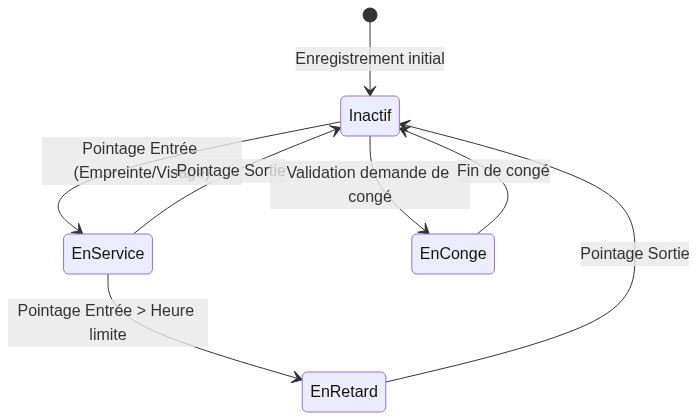 Enregistrement initial
Inactif
Pointage Entrée
(Empreinte/Visage)
Pointage Sortie
Validation demande de
congé
Fin de congé
EnService
EnConge
Pointage Sortie
Pointage Entrée > Heure
limite
EnRetard